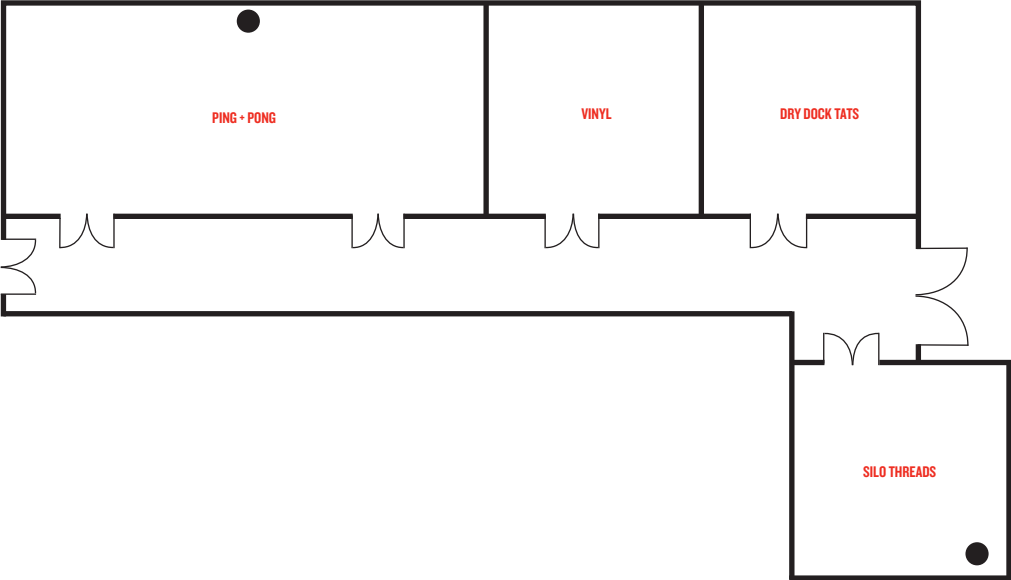 PING + PONG
VINYL
DRY DOCK TATS
SILO THREADS